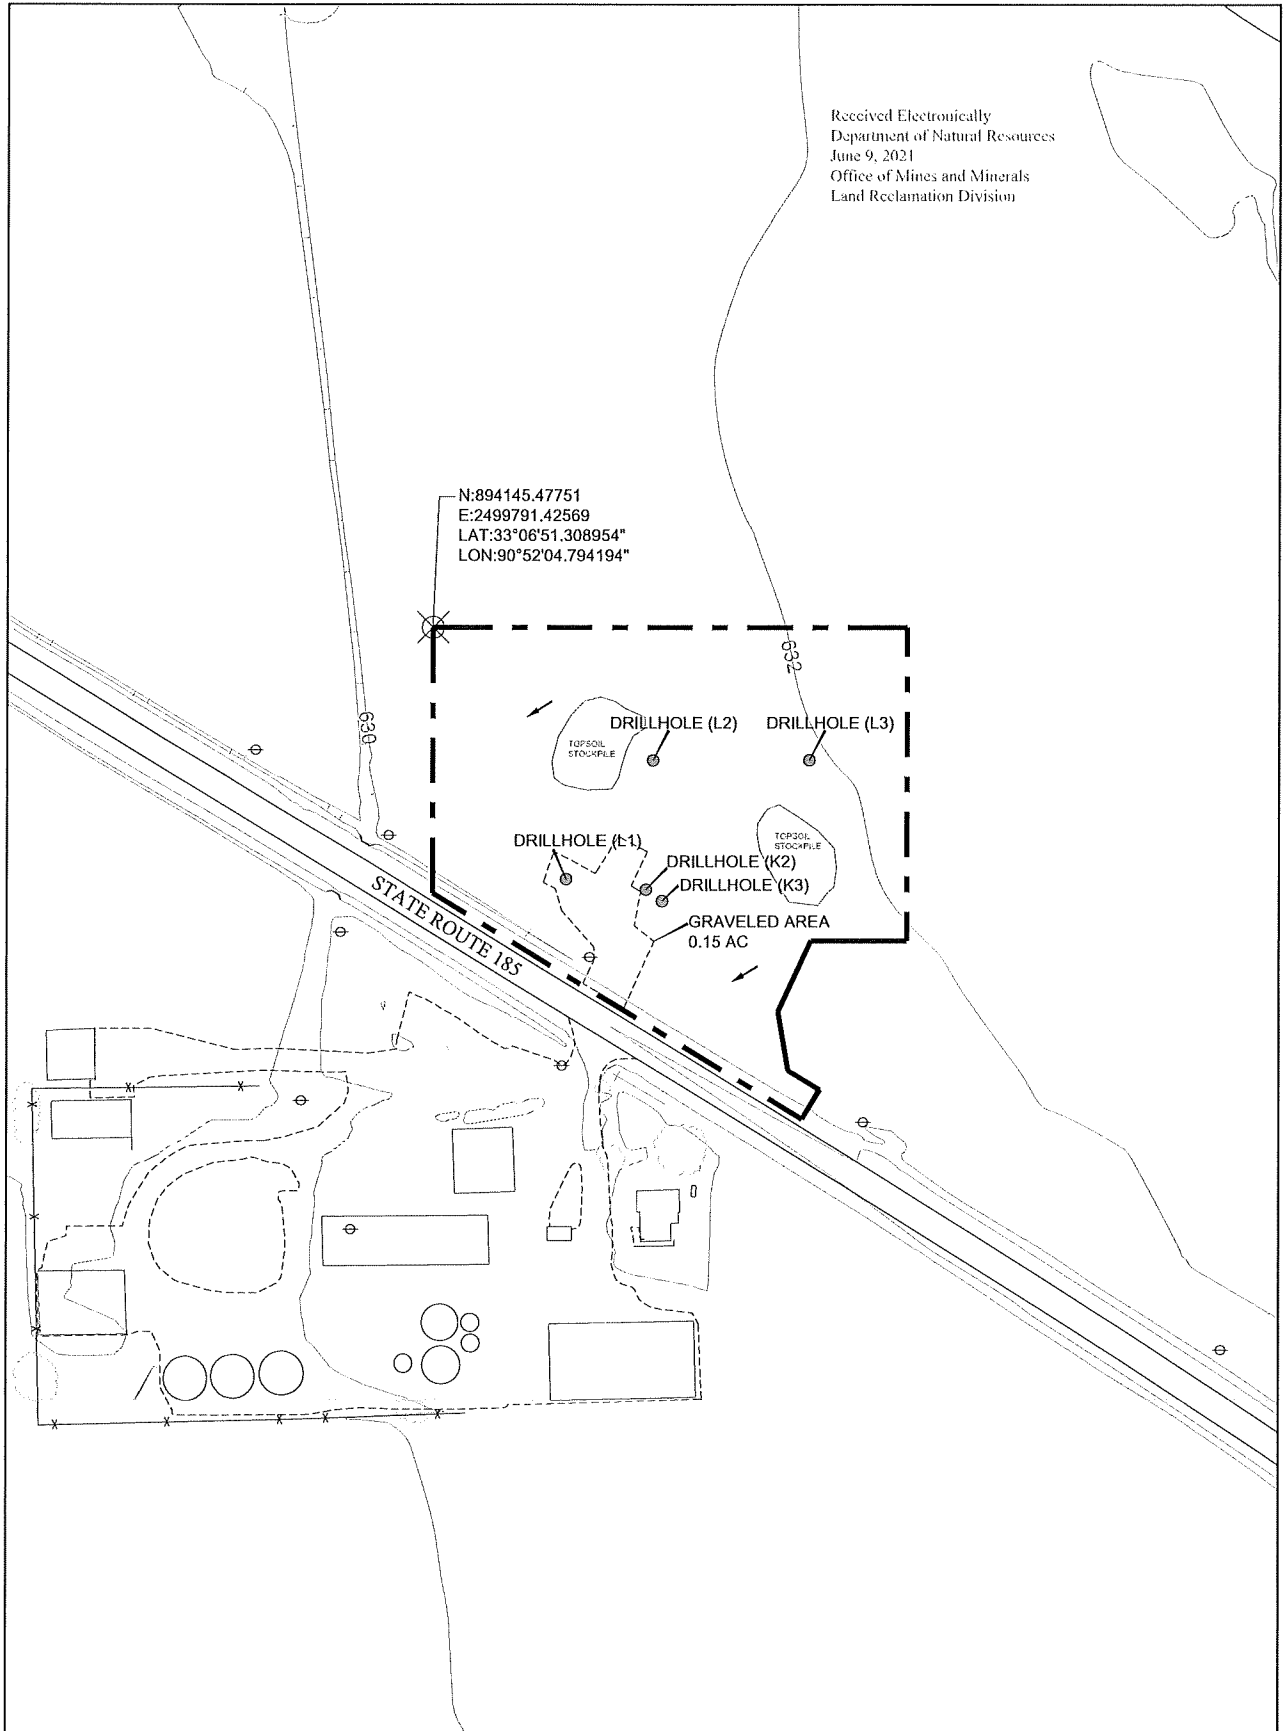 Received Electronically
Department of Natural Resources
June 9, 2021
Office of Mines and Minerals
Land Reclamation Division
N:894145.47751
E:2499791.42569
LAT:33°06'51.308954"
LON:90°52'04.794194"
632
630
DRILLHOLE (L2)
DRILLHOLE (L3)
TOPSOIL
STOCKPILE
DRILLHOLE (L1)
TOPSOIL
STOCKPILE
DRILLHOLE (K2)
DRILLHOLE (K3)
GRAVELED AREA
0.15 AC
STATE ROUTE 185